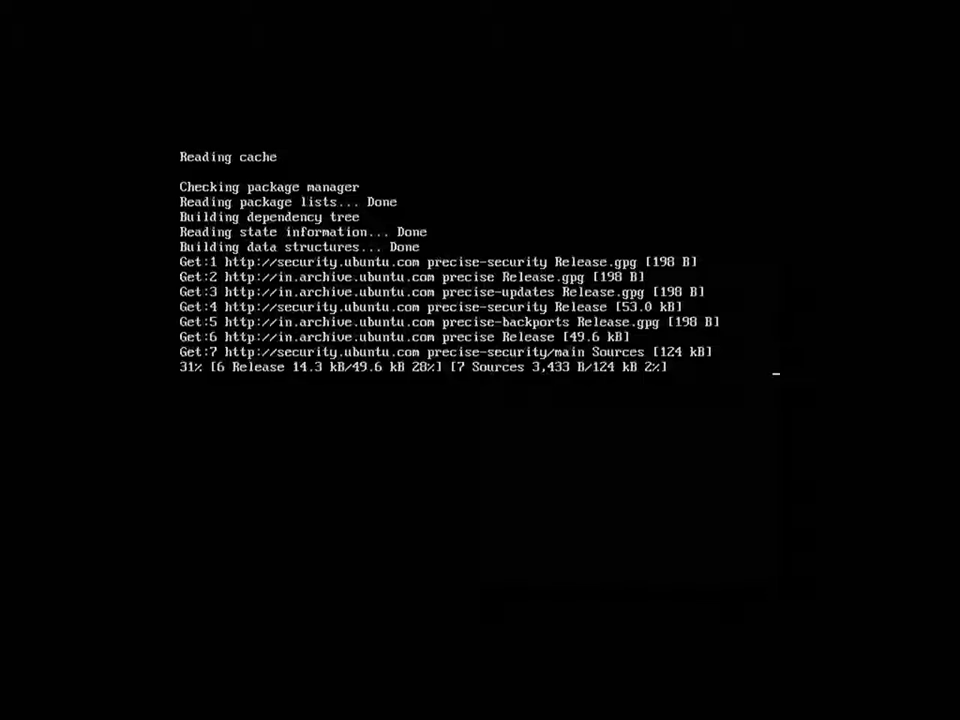 Reading cache
Checking package manager
Reading package lists... Done
Building dependency tree
Reading state information... Done
Building data structures... Done
Get:1 http://security.ubuntu.com precise-security Release.gpg [198 B]
Get:2 http://in.archive.ubuntu.com precise Release.gpg [198 B]
Get:3 http://in.archive.ubuntu.com precise-updates Release.gpg [198 B]
Get:4 http://security.ubuntu.com precise-security Release [53.0 kB]
Get:5 http://in.archive.ubuntu.com precise-backports Release.gpg [198 B]
Get:6 http://in.archive.ubuntu.com precise Release [49.6 kB]
Get:7 http://security.ubuntu.com precise-security/main Sources [124 kB]
31% [6 Release 14.3 kB/49.6 kB 28%] [7 Sources 3,433 B/124 kB 2%]